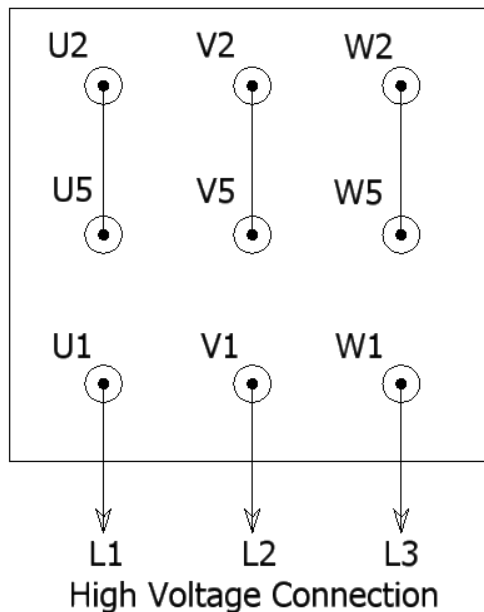 U2 V2 W2
U5 V5 W5
U1 V1 W1
L1 L2 L3
High Voltage Connection